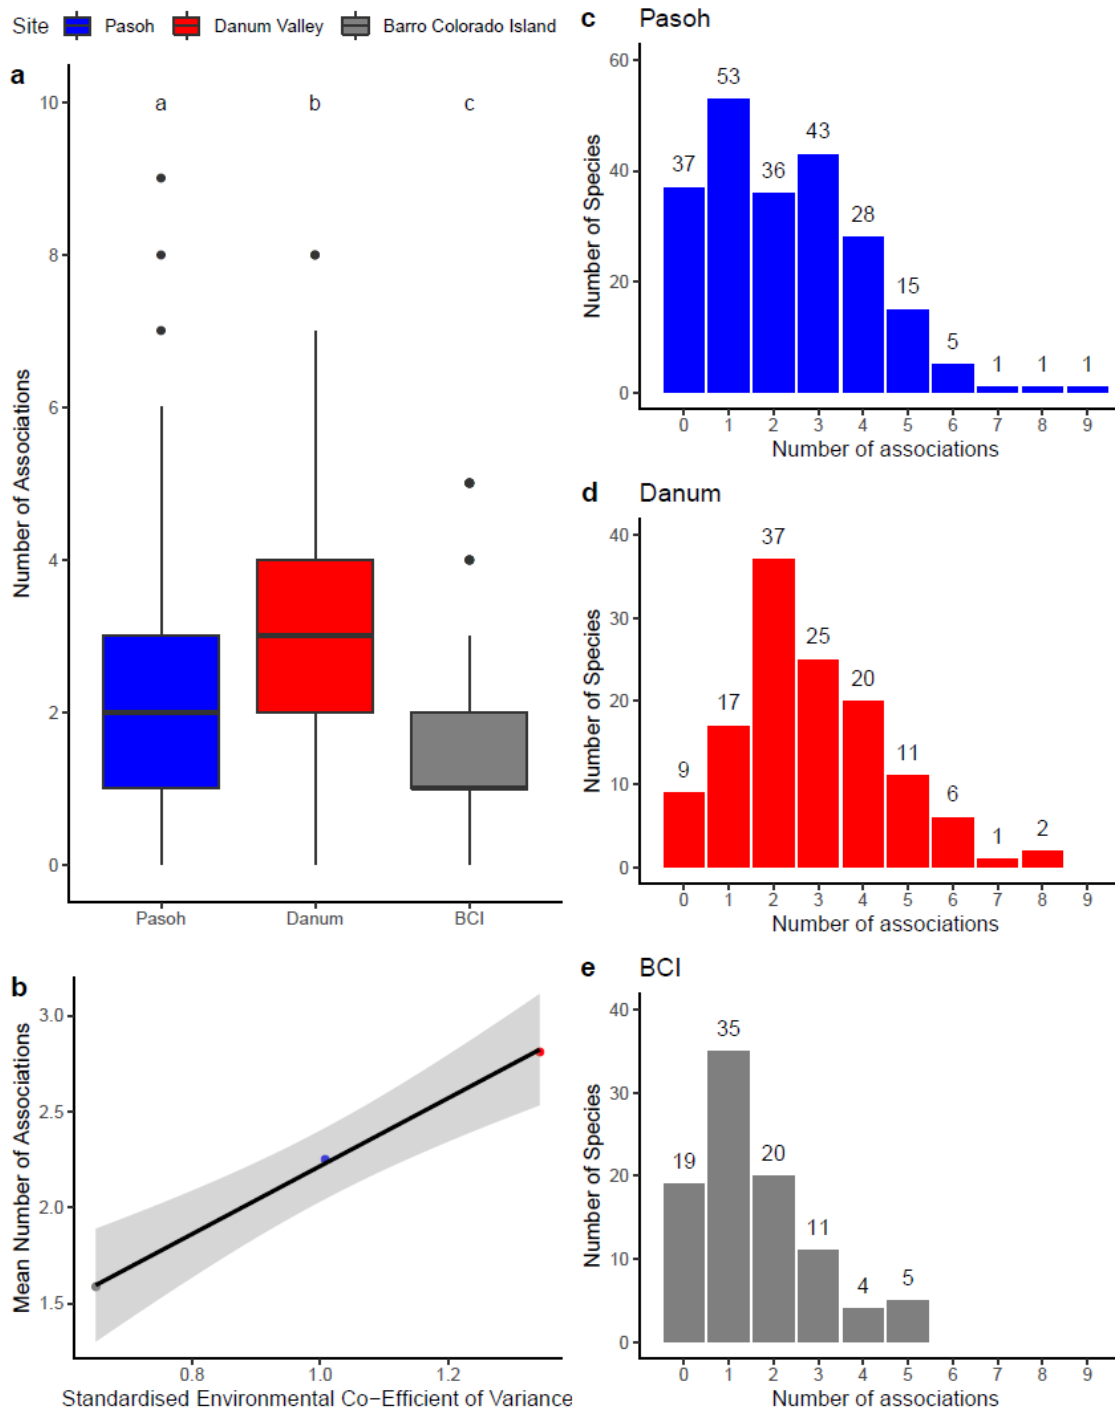 Site Pasoh Danum Valley Barro Colorado Island
a
10
8
6
4
2
0
Number of Associations
a b c
Pasoh Danum BCI
b
3.0
2.5
2.0
1.5
Mean Number of Associations
0.8 1.0 1.2
Standardised Environmental Co-Efficient of Variance
c Pasoh
60
40
20
0
Number of Species
37 53 36 43 28 15 5 1 1 1
0 1 2 3 4 5 6 7 8 9
Number of associations
d Danum
40
30
20
10
0
Number of Species
9 17 37 25 20 11 6 1 2
0 1 2 3 4 5 6 7 8 9
Number of associations
e BCI
40
30
20
10
0
Number of Species
19 35 20 11 4 5
0 1 2 3 4 5 6 7 8 9
Number of associations